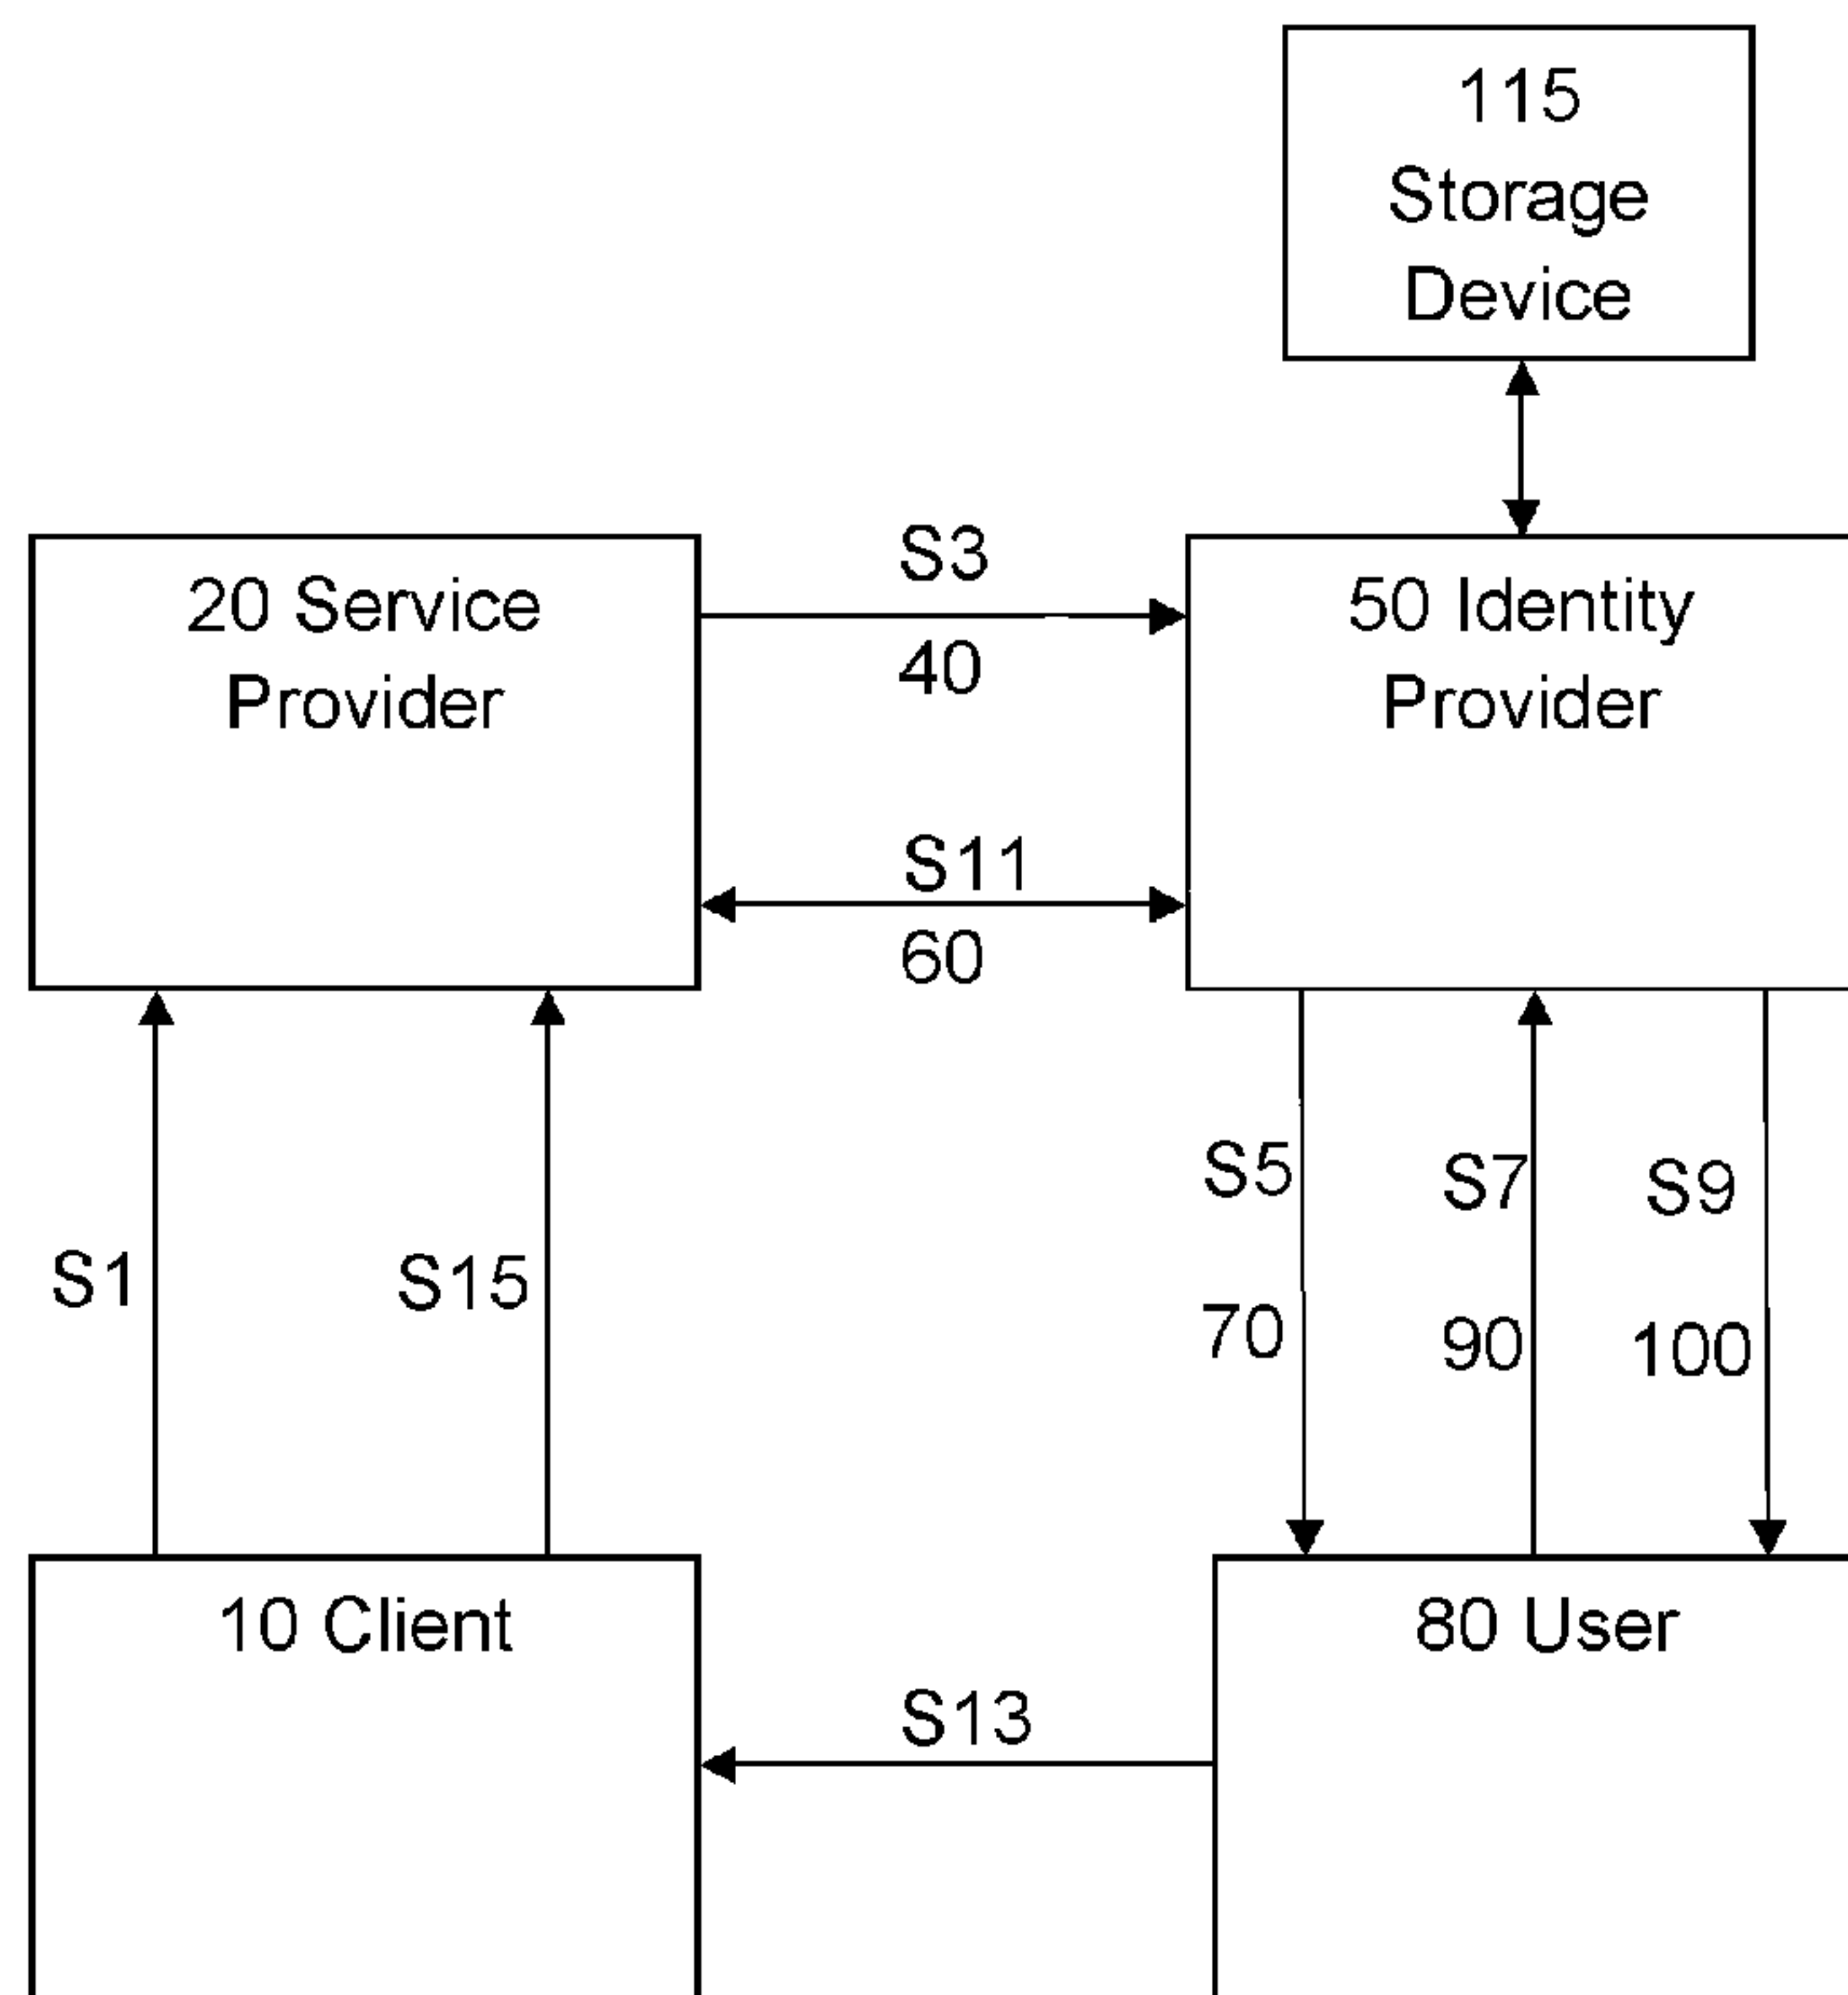 115
Storage
Device
20 Service
Provider
S3
40
50 Identity
Provider
S11
60
S1
S15
S5
70
S7
90
S9
100
10 Client
80 User
S13